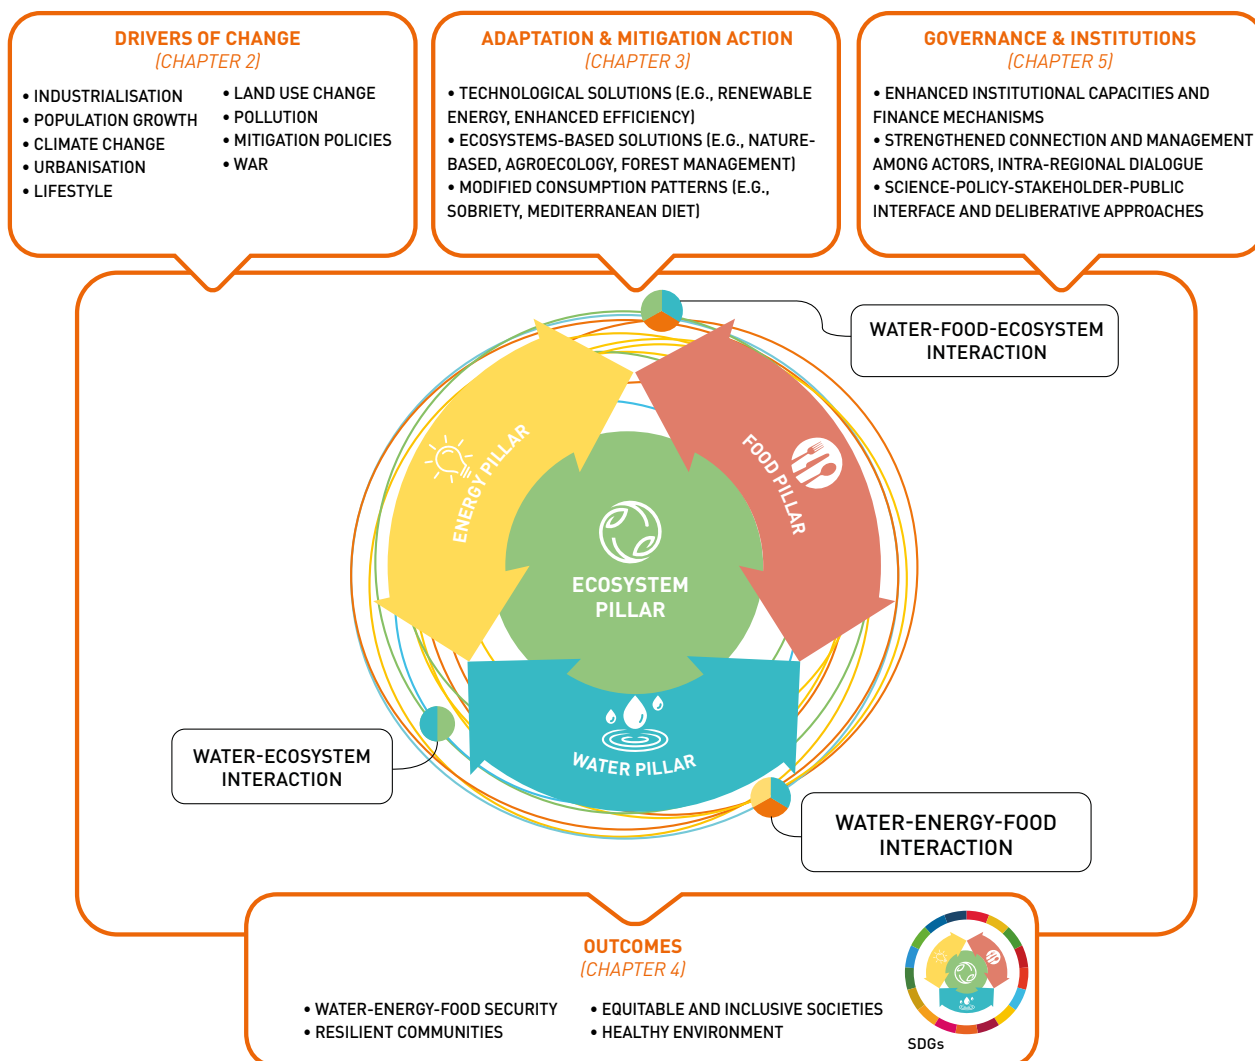 DRIVERS OF CHANGE
(CHAPTER 2)
• INDUSTRIALISATION
• POPULATION GROWTH
• CLIMATE CHANGE
• URBANISATION
• LIFESTYLE
• LAND USE CHANGE
• POLLUTION
• MITIGATION POLICIES
• WAR
ADAPTATION & MITIGATION ACTION
(CHAPTER 3)
• TECHNOLOGICAL SOLUTIONS (E.G., RENEWABLE
ENERGY, ENHANCED EFFICIENCY)
• ECOSYSTEMS-BASED SOLUTIONS (E.G., NATURE-
BASED, AGROECOLOGY, FOREST MANAGEMENT)
• MODIFIED CONSUMPTION PATTERNS (E.G.,
SOBRIETY, MEDITERRANEAN DIET)
GOVERNANCE & INSTITUTIONS
(CHAPTER 5)
• ENHANCED INSTITUTIONAL CAPACITIES AND
FINANCE MECHANISMS
• STRENGTHENED CONNECTION AND MANAGEMENT
AMONG ACTORS, INTRA-REGIONAL DIALOGUE
• SCIENCE-POLICY-STAKEHOLDER-PUBLIC
INTERFACE AND DELIBERATIVE APPROACHES
WATER-FOOD-ECOSYSTEM
INTERACTION
ENERGY PILLAR
FOOD PILLAR
ECOSYSTEM
PILLAR
WATER PILLAR
WATER-ECOSYSTEM
INTERACTION
WATER-ENERGY-FOOD
INTERACTION
OUTCOMES
(CHAPTER 4)
• WATER-ENERGY-FOOD SECURITY
• RESILIENT COMMUNITIES
• EQUITABLE AND INCLUSIVE SOCIETIES
• HEALTHY ENVIRONMENT
SDGs